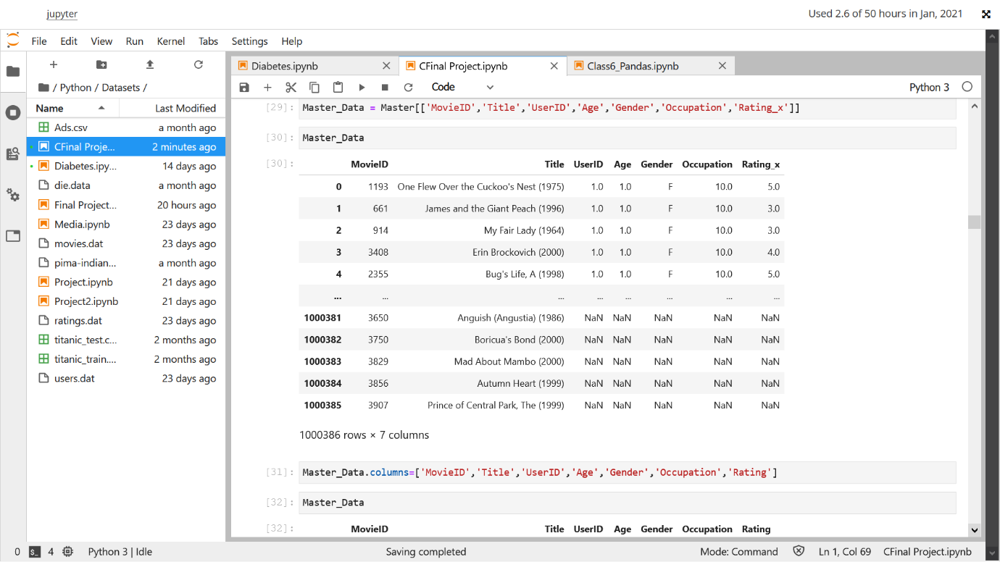 jupyter
Used 2.6 of 50 hours in Jan, 2021
File Edit View Run Kernel Tabs Settings Help
/ Python / Datasets /
Name Last Modified
Ads.csv a month ago
CFinal Proje... 2 minutes ago
Diabetes.ipy... 14 days ago
die.data a month ago
Final Project... 20 hours ago
Media.ipynb 23 days ago
movies.dat 23 days ago
pima-indian... a month ago
Project.ipynb 21 days ago
Project2.ipynb 21 days ago
ratings.dat 23 days ago
titanic_test.c... 2 months ago
titanic_train.... 2 months ago
users.dat 23 days ago
Diabetes.ipynb CFinal Project.ipynb Class6_Pandas.ipynb
Code Python 3
[29]: Master_Data = Master[['MovieID','Title','UserID','Age','Gender','Occupation','Rating_x']]
[30]: Master_Data
[30]: MovieID Title UserID Age Gender Occupation Rating_x
0 1193 One Flew Over the Cuckoo's Nest (1975) 1.0 1.0 F 10.0 5.0
1 661 James and the Giant Peach (1996) 1.0 1.0 F 10.0 3.0
2 914 My Fair Lady (1964) 1.0 1.0 F 10.0 3.0
3 3408 Erin Brockovich (2000) 1.0 1.0 F 10.0 4.0
4 2355 Bug's Life, A (1998) 1.0 1.0 F 10.0 5.0
... ... ... ... ... ... ... ...
1000381 3650 Anguish (Angustia) (1986) NaN NaN NaN NaN NaN
1000382 3750 Boricua's Bond (2000) NaN NaN NaN NaN NaN
1000383 3829 Mad About Mambo (2000) NaN NaN NaN NaN NaN
1000384 3856 Autumn Heart (1999) NaN NaN NaN NaN NaN
1000385 3907 Prince of Central Park, The (1999) NaN NaN NaN NaN NaN
1000386 rows × 7 columns
[31]: Master_Data.columns=['MovieID','Title','UserID','Age','Gender','Occupation','Rating']
[32]: Master_Data
[32]: MovieID Title UserID Age Gender Occupation Rating
0 $_ 4 Python 3 | Idle Saving completed Mode: Command Ln 1, Col 69 CFinal Project.ipynb